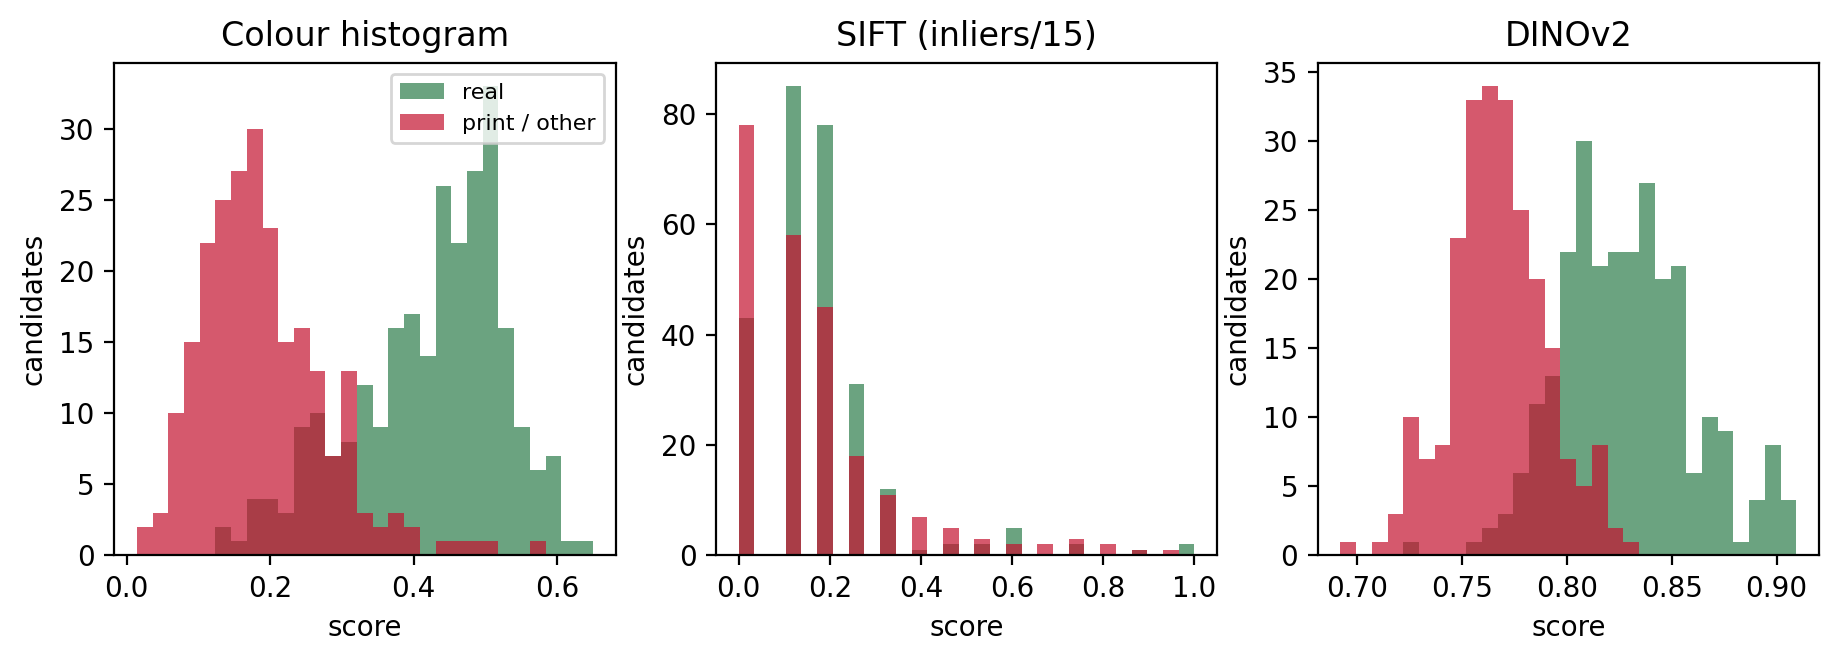 Colour histogram
real
print / other
30
25
20
15
10
5
0
candidates
0.0 0.2 0.4 0.6
score
SIFT (inliers/15)
80
60
40
20
0
candidates
0.0 0.2 0.4 0.6 0.8 1.0
score
DINOv2
35
30
25
20
15
10
5
0
candidates
0.70 0.75 0.80 0.85 0.90
score